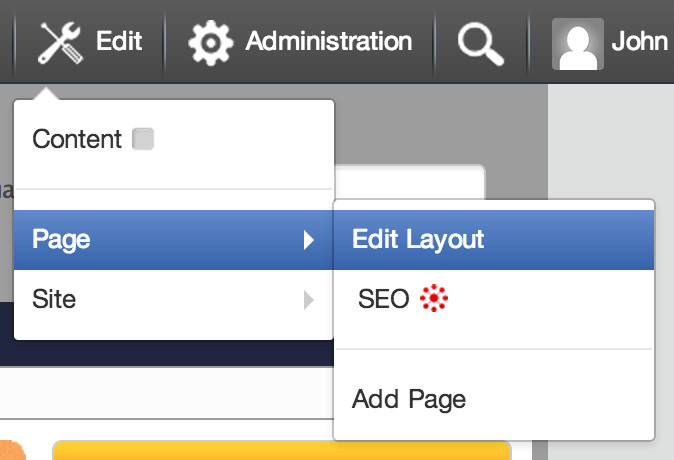 Edit
Administration
John
Content
Page
Edit Layout
Site
SEO
Add Page